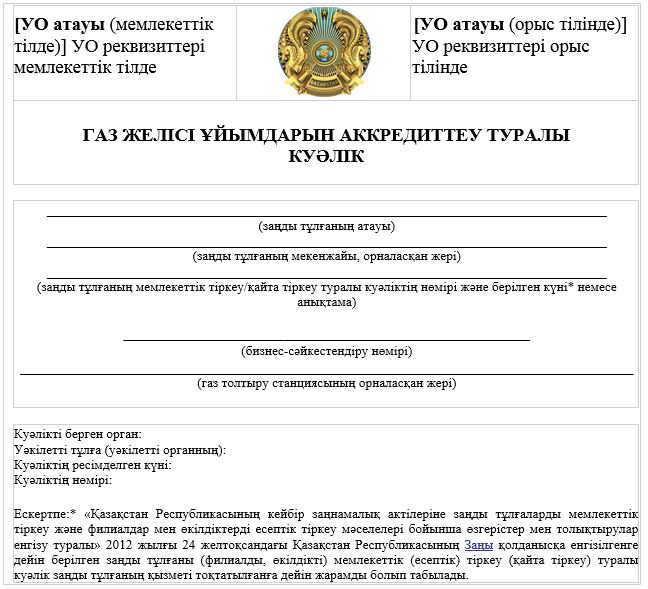 [УО атауы (мемлекеттік
тілде)] УО реквизиттері
мемлекеттік тілде
QAZAQSTAN
[УО атауы (орыс тілінде)]
УО реквизиттері орыс
тілінде
ГАЗ ЖЕЛІСІ ҰЙЫМДАРЫН АККРЕДИТТЕУ ТУРАЛЫ
КУӘЛІК
(заңды тұлғаның атауы)
(заңды тұлғаның мекенжайы, орналасқан жері)
(заңды тұлғаның мемлекеттік тіркеу/қайта тіркеу туралы куәліктің нөмірі және берілген күні* немесе
анықтама)
(бизнес-сәйкестендіру нөмірі)
(газ толтыру станциясының орналасқан жері)
Куәлікті берген орган:
Уәкілетті тұлға (уәкілетті органның):
Куәліктің ресімделген күні:
Куәліктің нөмірі:
Ескертпе:* «Қазақстан Республикасының кейбір заңнамалық актілеріне заңды тұлғаларды мемлекеттік
тіркеу және филиалдар мен өкілдіктерді есептік тіркеу мәселелері бойынша өзгерістер мен толықтырулар
енгізу туралы» 2012 жылғы 24 желтоқсандағы Қазақстан Республикасының Заңы қолданысқа енгізілгенге
дейін берілген заңды тұлғаны (филиалды, өкілдікті) мемлекеттік (есептік) тіркеу (қайта тіркеу) туралы
куәлік заңды тұлғаның қызметі тоқтатылғанға дейін жарамды болып табылады.